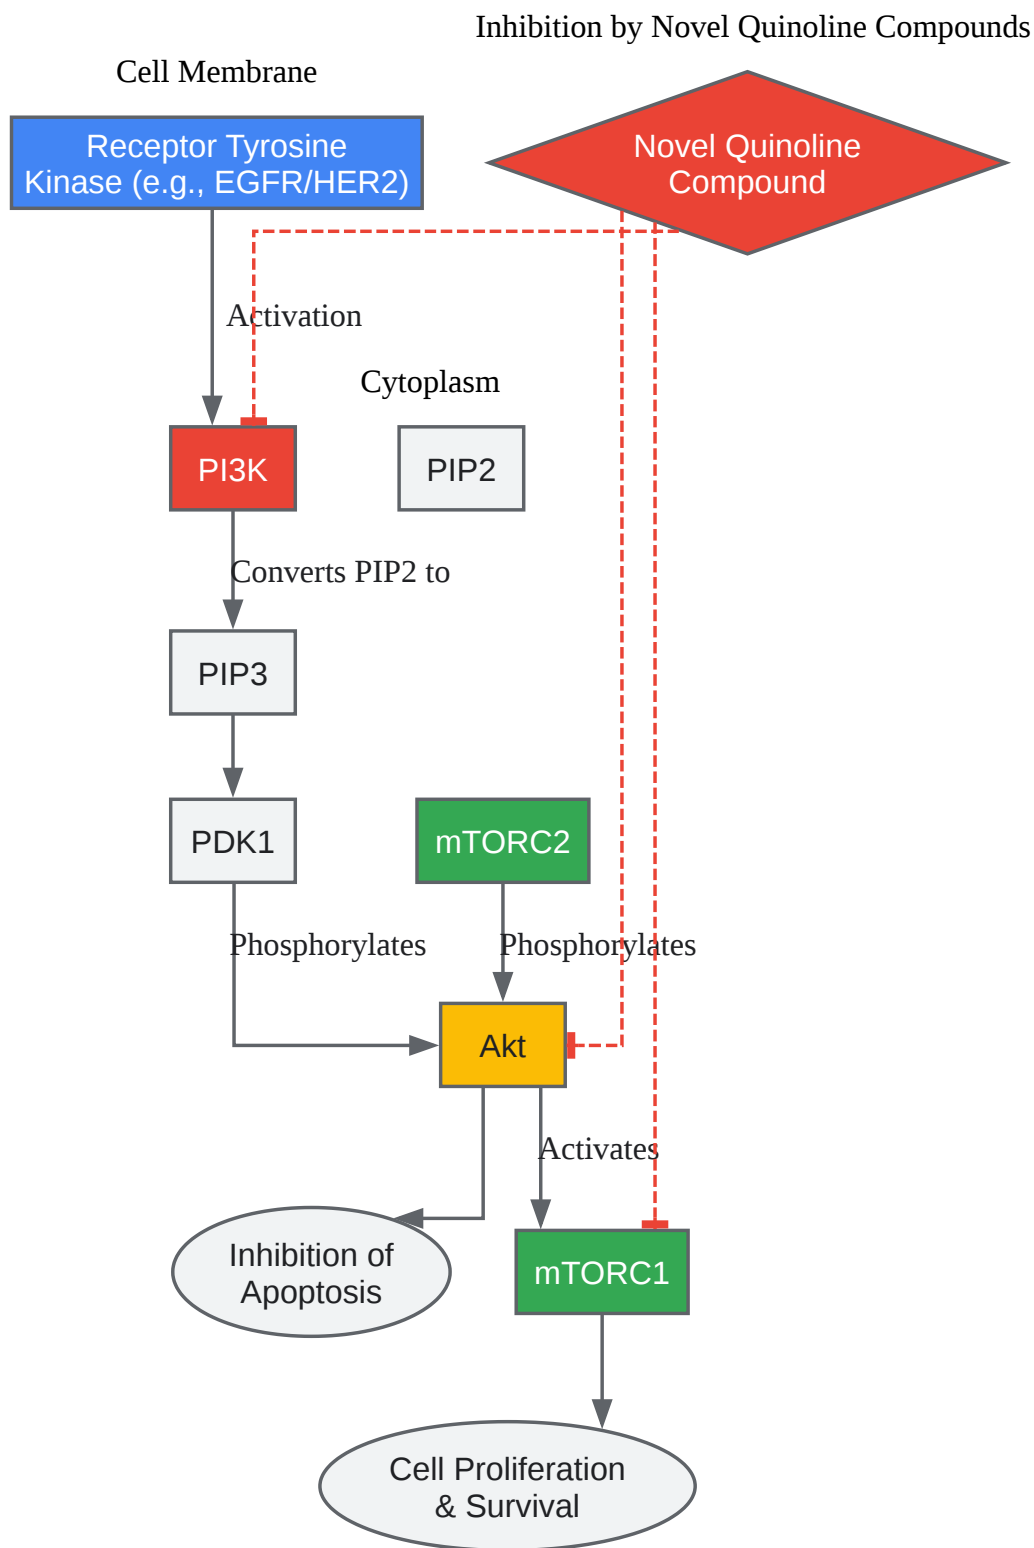 Inhibition by Novel Quinoline Compounds
Cell Membrane
Receptor Tyrosine
Kinase (e.g., EGFR/HER2)
Novel Quinoline
Compound
Activation
Cytoplasm
PI3K
PIP2
Converts PIP2 to
PIP3
PDK1
mTORC2
Phosphorylates
Phosphorylates
Akt
Activates
Inhibition of
Apoptosis
mTORC1
Cell Proliferation
& Survival